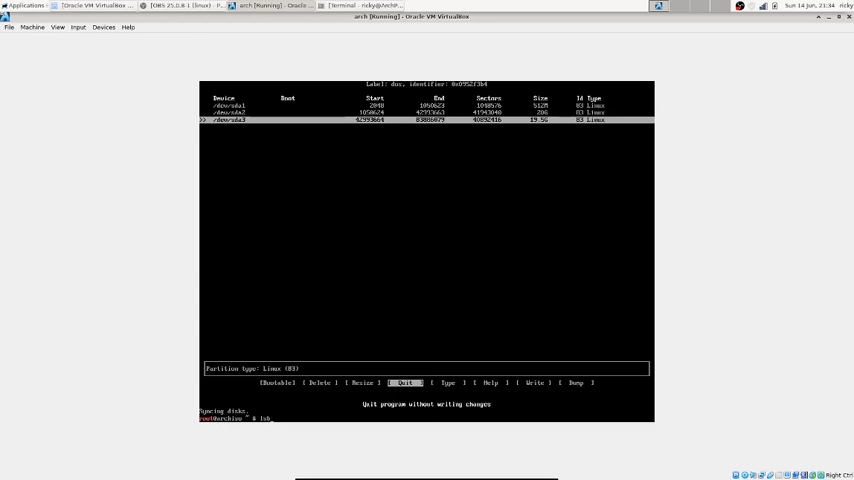 Applications
[Oracle VM VirtualBox ...
[OBS 25.0.8-1 (linux) - P...
arch [Running] - Oracle ...
[Terminal - ricky@ArchP...
Sun 14 Jun, 21:34
ricky
arch [Running] - Oracle VM VirtualBox
File Machine View Input Devices Help
Label: dos, identifier: 0x0952f3b4
Device Boot Start End Sectors Size Id Type
/dev/sda1 2048 1050623 1048576 512M 83 Linux
/dev/sda2 1050624 42993663 41943040 20G 83 Linux
>> /dev/sda3 42993664 83886079 40892416 19.5G 83 Linux
Partition type: Linux (83)
[Bootable] [ Delete ] [ Resize ] [ Quit ] [ Type ] [ Help ] [ Write ] [ Dump ]
Quit program without writing changes
Syncing disks.
root@archiso ~ # lsb_
Right Ctrl